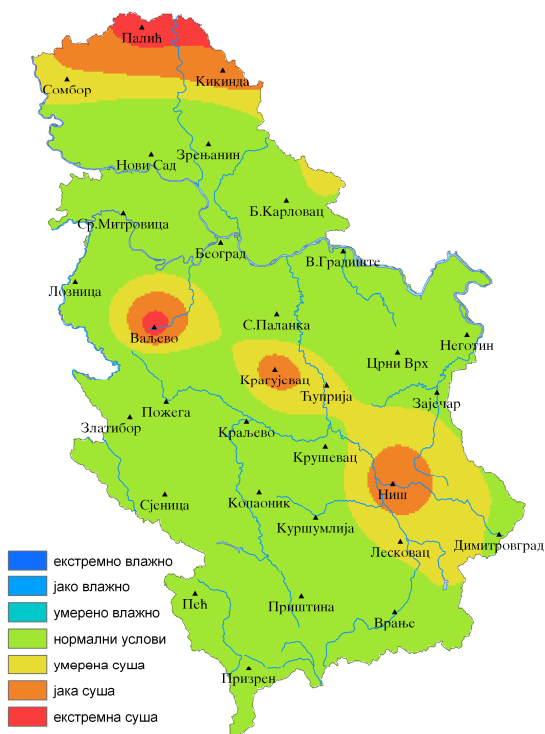 Палић
Сомбор
Кикинда
Зрењанин
Нови Сад
Б.Карловац
Ср.Митровица
Београд
В.Градиште
Лозница
С.Паланка
Ваљево
Неготин
Црни Врх
Крагујевац
Ћуприја
Зајечар
Пожега
Златибор
Краљево
Крушевац
Ниш
Сјеница
Копаоник
Куршумлија
Димитровград
Лесковац
Пећ
Приштина
Врање
Призрен
екстремно влажно
јако влажно
умерено влажно
нормални услови
умерена суша
јака суша
екстремна суша